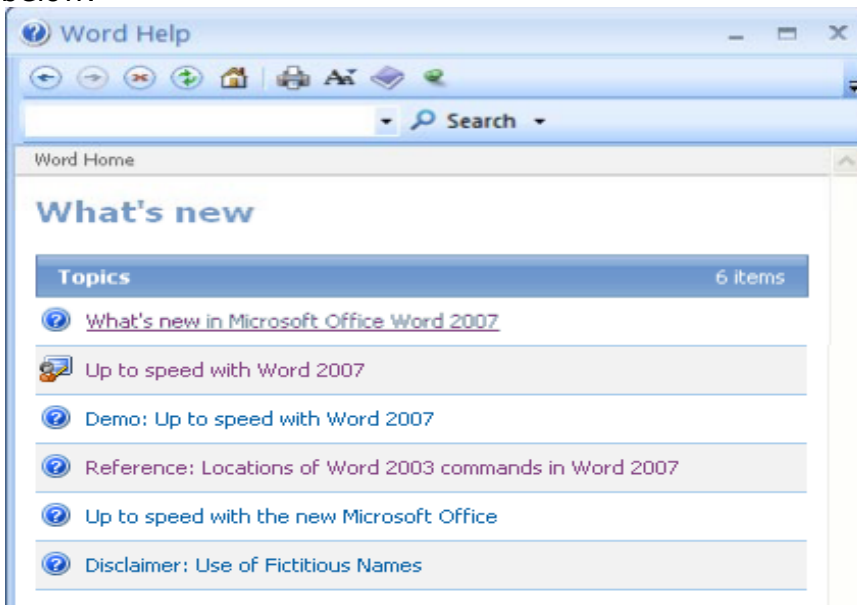 below.
Word Help
Search
Word Home
What's new
Topics 6 items
What's new in Microsoft Office Word 2007
Up to speed with Word 2007
Demo: Up to speed with Word 2007
Reference: Locations of Word 2003 commands in Word 2007
Up to speed with the new Microsoft Office
Disclaimer: Use of Fictitious Names